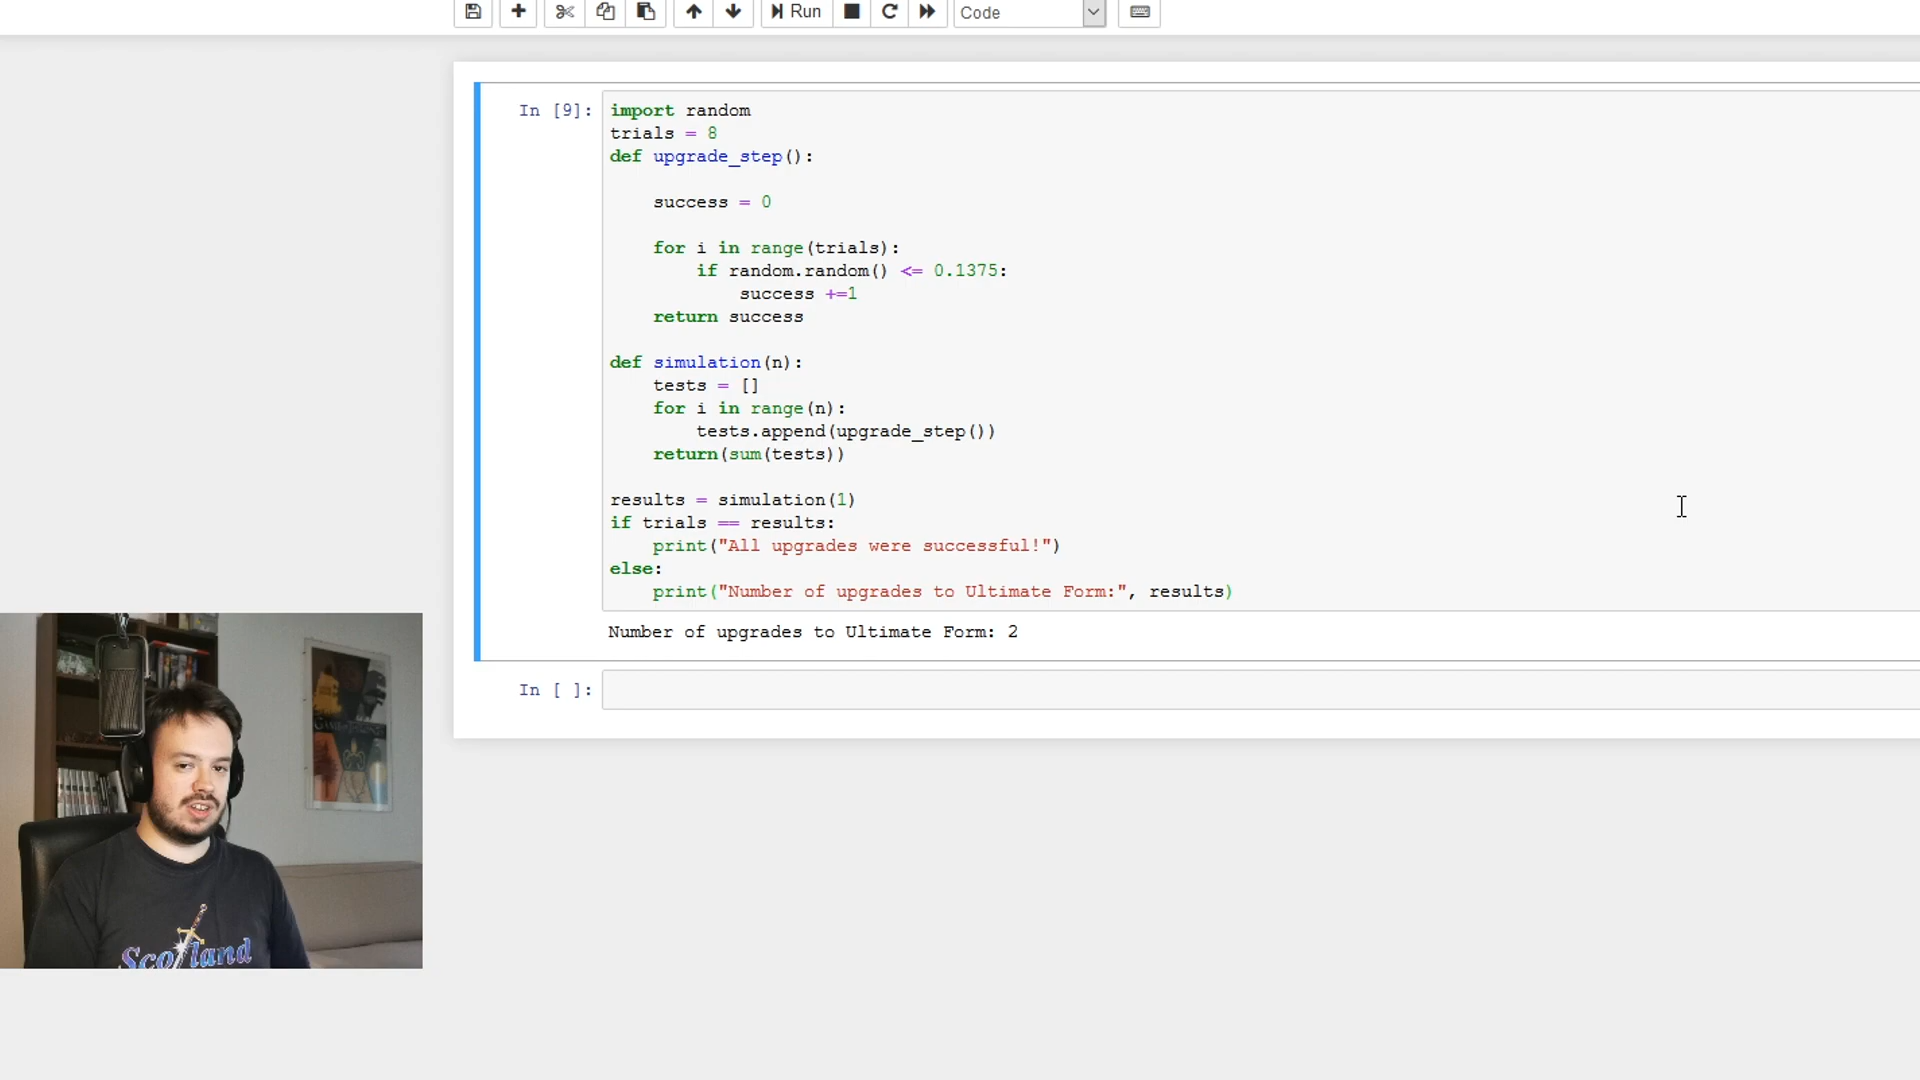 Run
Code
In [9]:
import random
trials = 8
def upgrade_step():
success = 0
for i in range(trials):
if random.random() <= 0.1375:
success +=1
return success
def simulation(n):
tests = []
for i in range(n):
tests.append(upgrade_step())
return(sum(tests))
results = simulation(1)
if trials == results:
print("All upgrades were successful!")
else:
print("Number of upgrades to Ultimate Form:", results)
Number of upgrades to Ultimate Form: 2
In [ ]:
Scotland